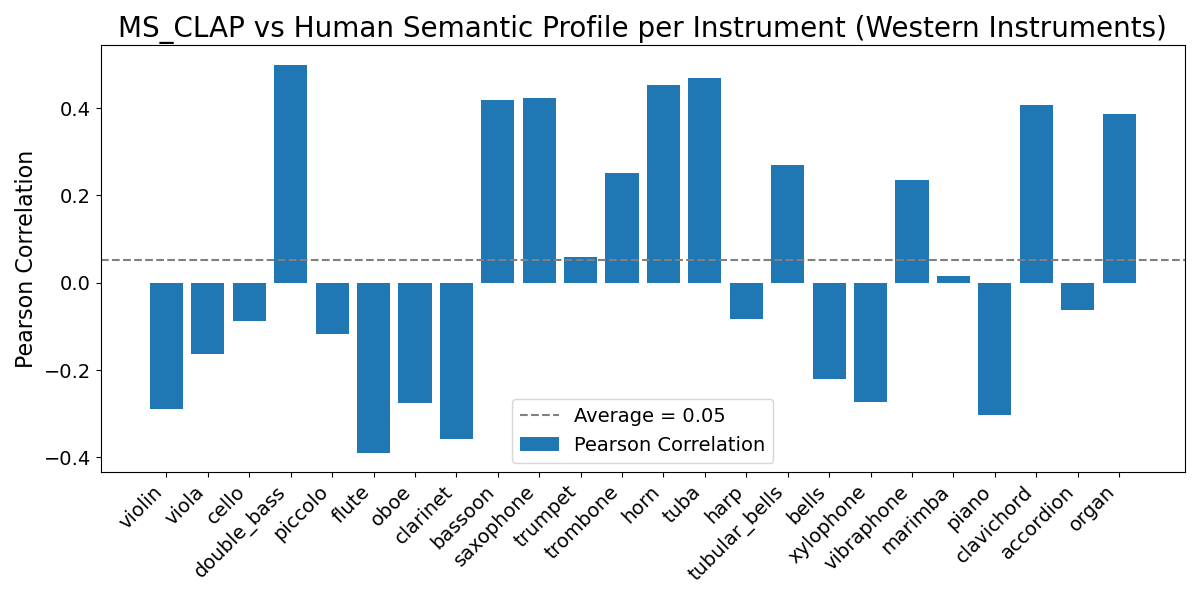 MS_CLAP vs Human Semantic Profile per Instrument (Western Instruments)
Pearson Correlation
0.4
0.2
0.0
−0.2
−0.4
Average = 0.05
Pearson Correlation
violin
viola
cello
double_bass
piccolo
flute
oboe
clarinet
bassoon
saxophone
trumpet
trombone
horn
tuba
harp
tubular_bells
bells
xylophone
vibraphone
marimba
piano
clavichord
accordion
organ